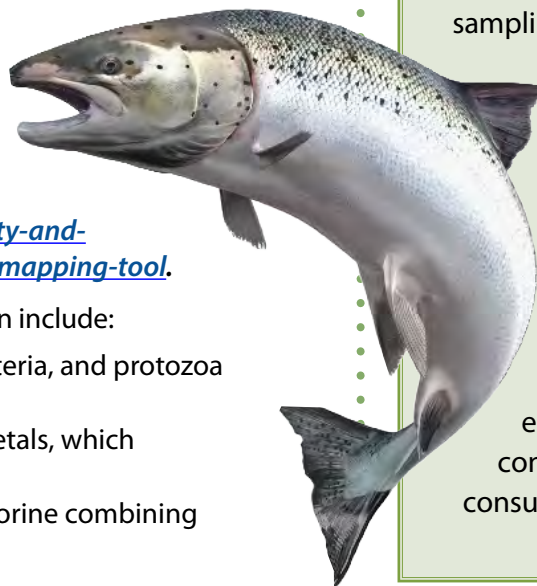 ty-and-
mapping-tool.
n include:
teria, and protozoa
etals, which
orine combining
sampli
e
con
consu